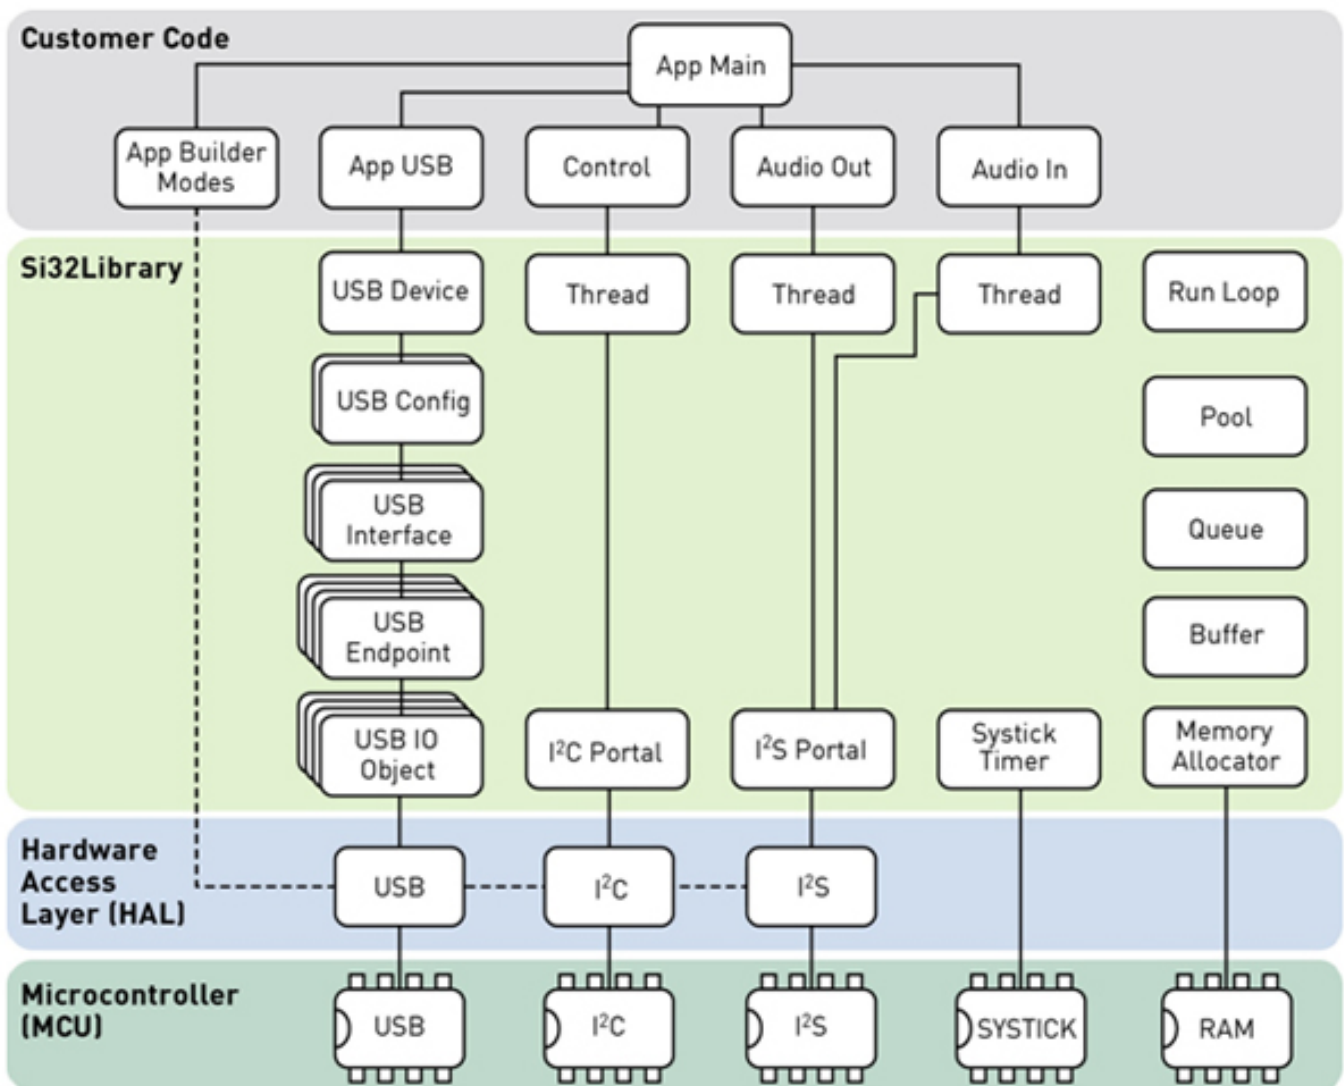 Customer Code
App Main
App Builder
Modes
App USB
Control
Audio Out
Audio In
Si32Library
USB Device
Thread
Thread
Thread
Run Loop
USB Config
Pool
USB
Interface
Queue
USB
Endpoint
Buffer
USB IO
Object
I²C Portal
I²S Portal
Systick
Timer
Memory
Allocator
Hardware
Access
Layer (HAL)
USB
I²C
I²S
Microcontroller
(MCU)
USB
I²C
I²S
SYSTICK
RAM